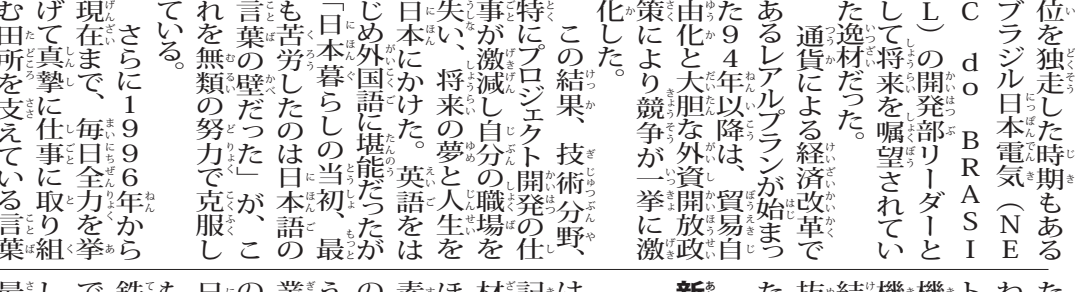 位を独走した時期もある
ブラジル日本電気（NE
C do BRASI
L）の開発部リーダーと
して将来を嘱望されてい
た逸材だった。
通貨による経済改革で
あるレアルプランが始まっ
た94年以降は、貿易自
由化と大胆な外資開放政
策により競争が一挙に激
化した。
この結果、技術分野、
特にプロジェクト開発の仕
事が激減し自分の職場を
失い、将来の夢と人生を
日本にかけた。英語をは
じめ外国語に堪能だったが
「日本暮らしの当初、最
も苦労したのは日本語の
言葉の壁だった」が、こ
れを無類の努力で克服し
ている。
さらに1996年から
現在まで、毎日全力を挙
げて真摯に仕事に取り組
む田所を支えている言葉